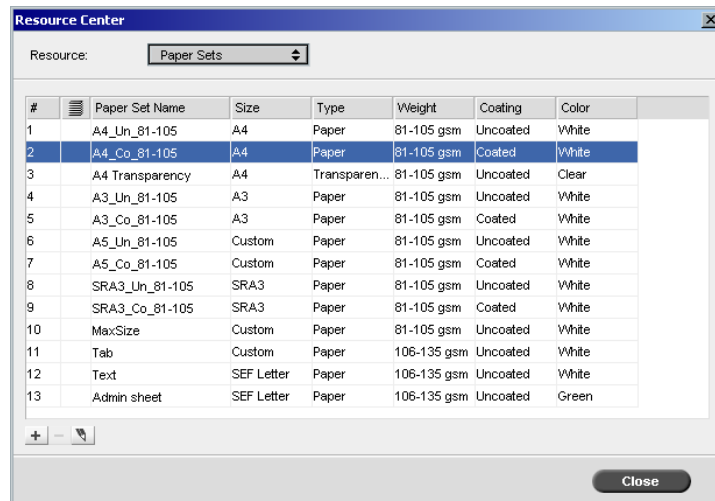 Resource Center
Resource: Paper Sets
# Paper Set Name Size Type Weight Coating Color
1 A4_Un_81-105 A4 Paper 81-105 gsm Uncoated White
2 A4_Co_81-105 A4 Paper 81-105 gsm Coated White
3 A4 Transparency A4 Transparen... 81-105 gsm Uncoated Clear
4 A3_Un_81-105 A3 Paper 81-105 gsm Uncoated White
5 A3_Co_81-105 A3 Paper 81-105 gsm Coated White
6 A5_Un_81-105 Custom Paper 81-105 gsm Uncoated White
7 A5_Co_81-105 Custom Paper 81-105 gsm Coated White
8 SRA3_Un_81-105 SRA3 Paper 81-105 gsm Uncoated White
9 SRA3_Co_81-105 SRA3 Paper 81-105 gsm Coated White
10 MaxSize Custom Paper 81-105 gsm Uncoated White
11 Tab Custom Paper 106-135 gsm Uncoated White
12 Text SEF Letter Paper 106-135 gsm Uncoated White
13 Admin sheet SEF Letter Paper 106-135 gsm Uncoated Green
Close